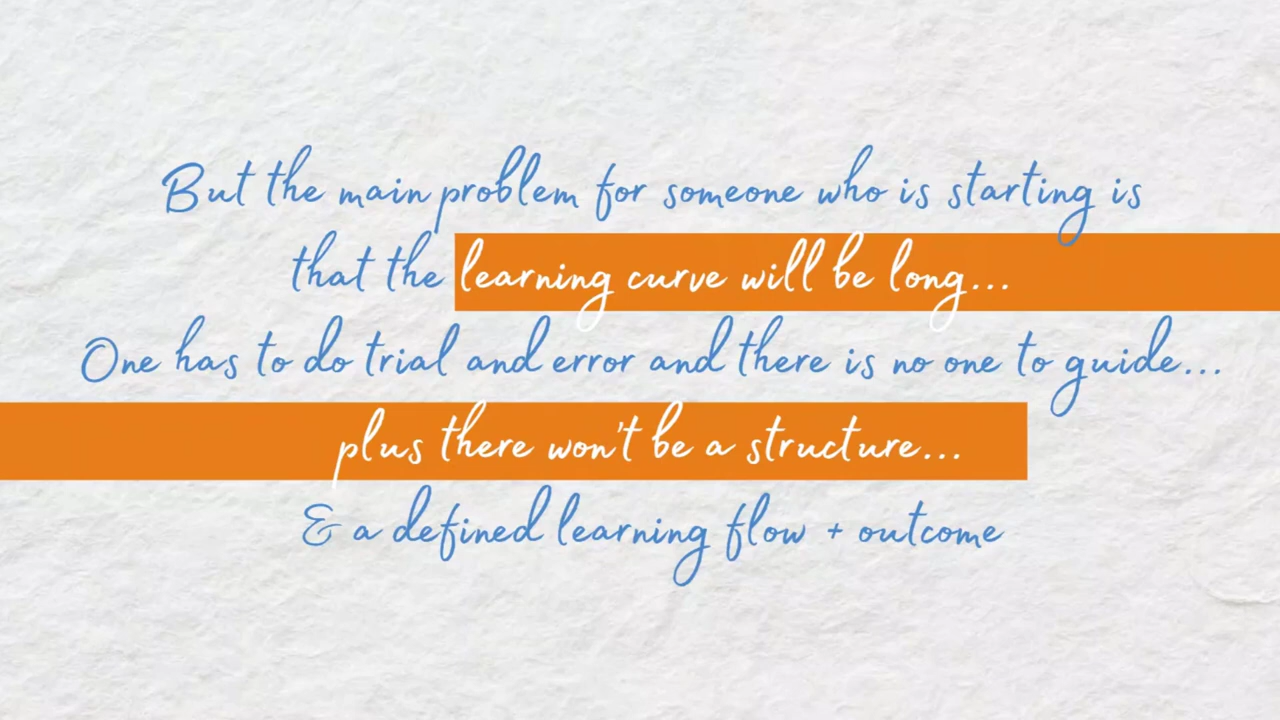 But the main problem for someone who is starting is
that the learning curve will be long...
One has to do trial and error and there is no one to guide...
plus there won't be a structure...
& a defined learning flow + outcome